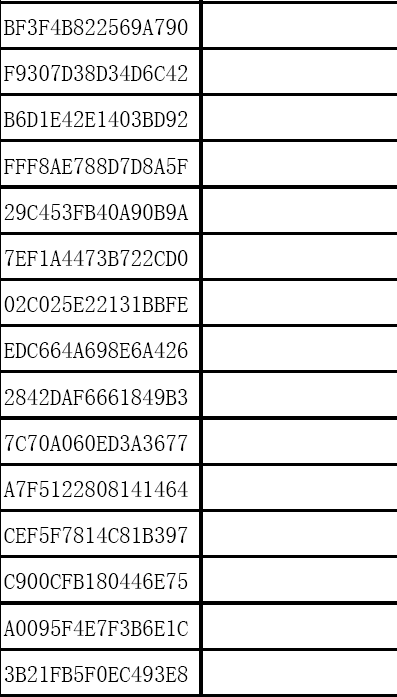 BF3F4B822569A790
F9307D38D34D6C42
B6D1E42E1403BD92
FFF8AE788D7D8A5F
29C453FB40A90B9A
7EF1A4473B722CD0
02C025E22131BBFE
EDC664A698E6A426
2842DAF6661849B3
7C70A060ED3A3677
A7F5122808141464
CEF5F7814C81B397
C900CFB180446E75
A0095F4E7F3B6E1C
3B21FB5F0EC493E8